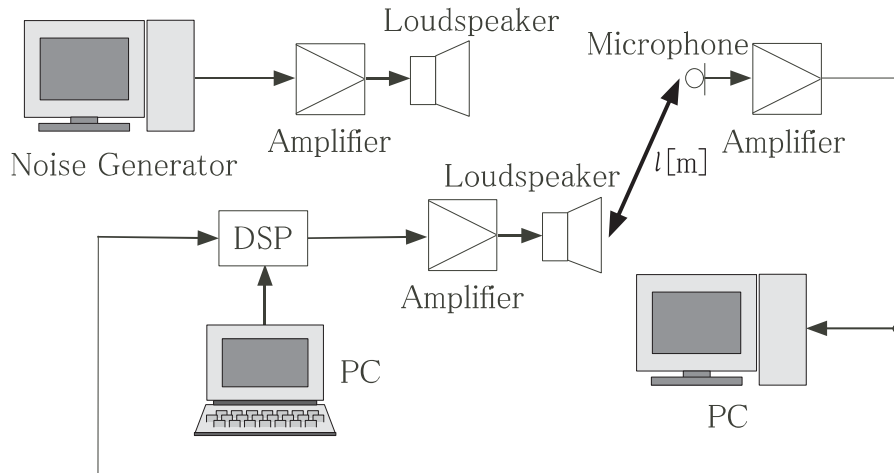 Loudspeaker
Microphone
Noise Generator
Amplifier
Amplifier
l[m]
Loudspeaker
DSP
Amplifier
PC
PC